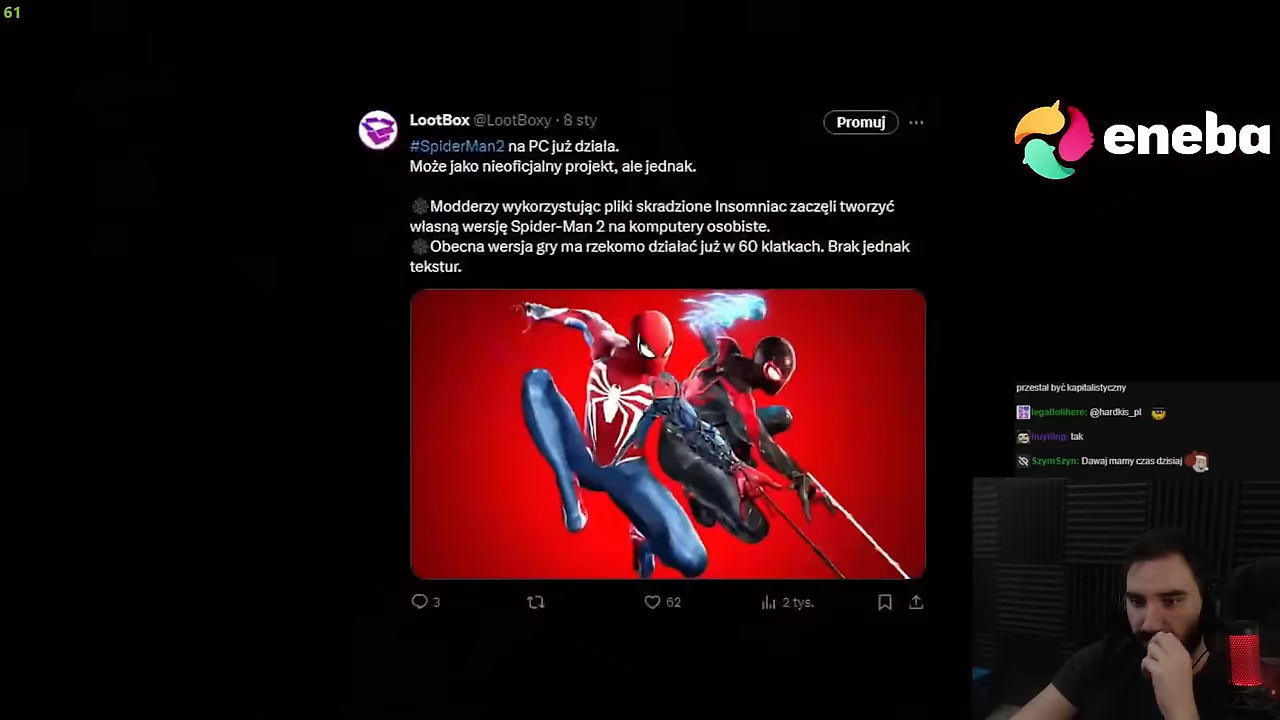 61
LootBox @LootBoxy · 8 sty
Promuj
#SpiderMan2 na PC już działa.
Może jako nieoficjalny projekt, ale jednak.
Modderzy wykorzystując pliki skradzione Insomniac zaczęli tworzyć
własną wersję Spider-Man 2 na komputery osobiste.
Obecna wersja gry ma rzekomo działać już w 60 klatkach. Brak jednak
tekstur.
3
62
2 tys.
eneba
przestał być kapitalistyczny
legallolihere: @hardkis_pl
huyi0ng: tak
SzymSzyn: Dawaj mamy czas dzisiaj